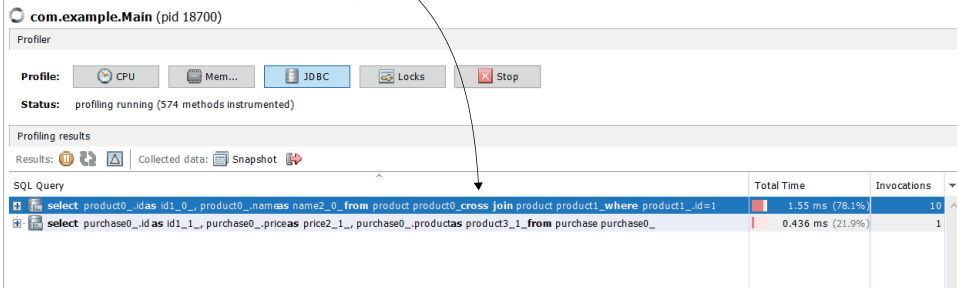 com.example.Main (pid 18700)
Profiler
Profile: CPU Mem... JDBC Locks Stop
Status: profiling running (574 methods instrumented)
Profiling results
Results: Collected data: Snapshot
SQL Query Total Time Invocations
select product0_.idas id1_0_, product0_.nameas name2_0_from product product0_cross join product product1_where product1_.id=1 1.55 ms (78.1%) 10
select purchase0_.id as id1_1_, purchase0_.priceas price2_1_, purchase0_.productas product3_1_from purchase purchase0_ 0.436 ms (21.9%) 1